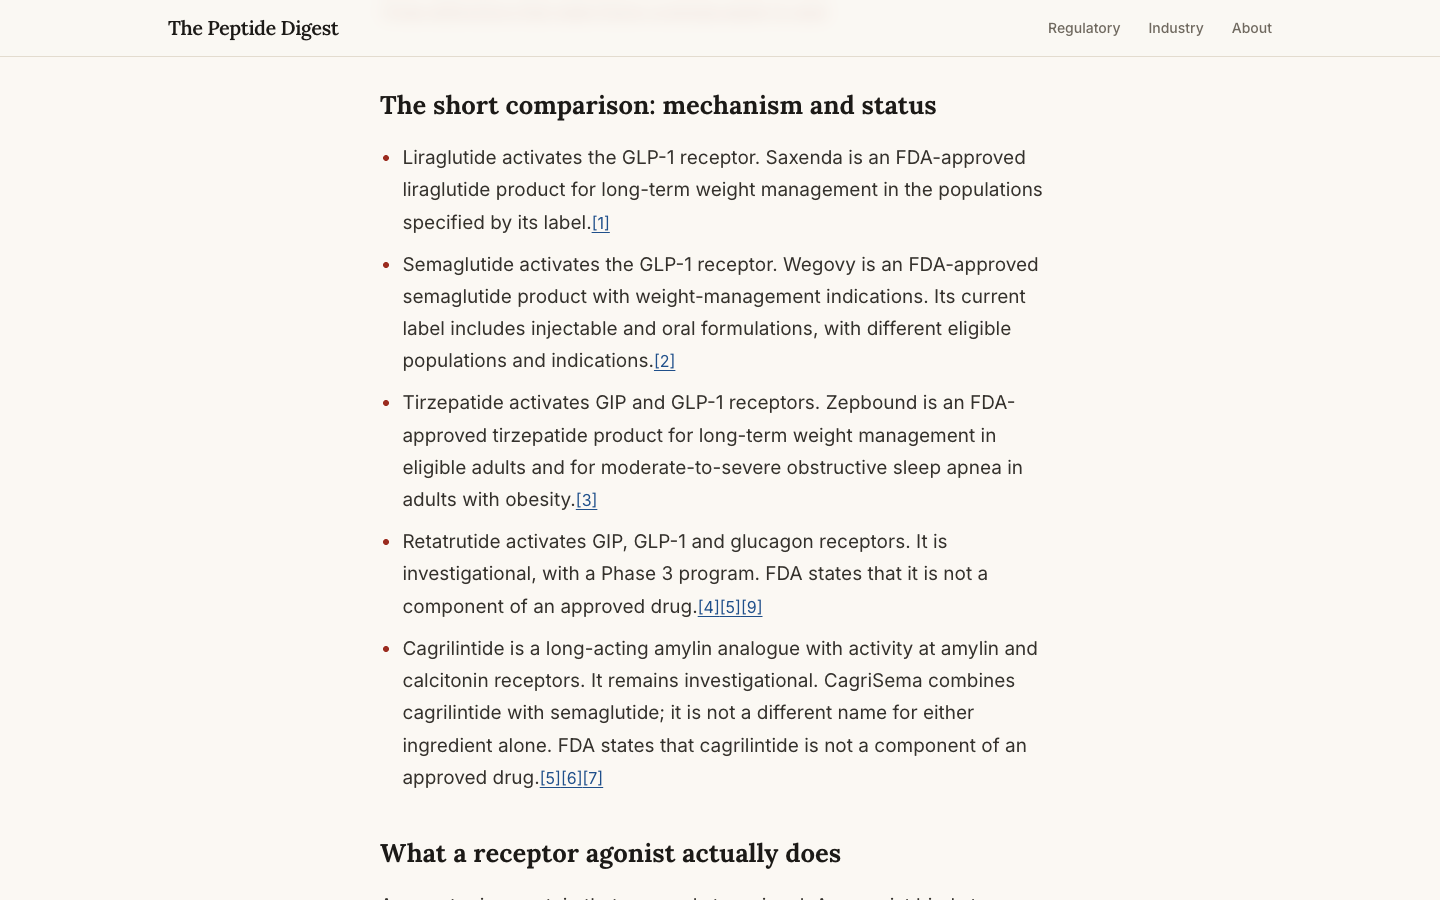 The Peptide Digest
Regulatory
Industry
About
The short comparison: mechanism and status
• Liraglutide activates the GLP-1 receptor. Saxenda is an FDA-approved
liraglutide product for long-term weight management in the populations
specified by its label.[1]
• Semaglutide activates the GLP-1 receptor. Wegovy is an FDA-approved
semaglutide product with weight-management indications. Its current
label includes injectable and oral formulations, with different eligible
populations and indications.[2]
• Tirzepatide activates GIP and GLP-1 receptors. Zepbound is an FDA-
approved tirzepatide product for long-term weight management in
eligible adults and for moderate-to-severe obstructive sleep apnea in
adults with obesity.[3]
• Retatrutide activates GIP, GLP-1 and glucagon receptors. It is
investigational, with a Phase 3 program. FDA states that it is not a
component of an approved drug.[4][5][9]
• Cagrilintide is a long-acting amylin analogue with activity at amylin and
calcitonin receptors. It remains investigational. CagriSema combines
cagrilintide with semaglutide; it is not a different name for either
ingredient alone. FDA states that cagrilintide is not a component of an
approved drug.[5][6][7]
What a receptor agonist actually does